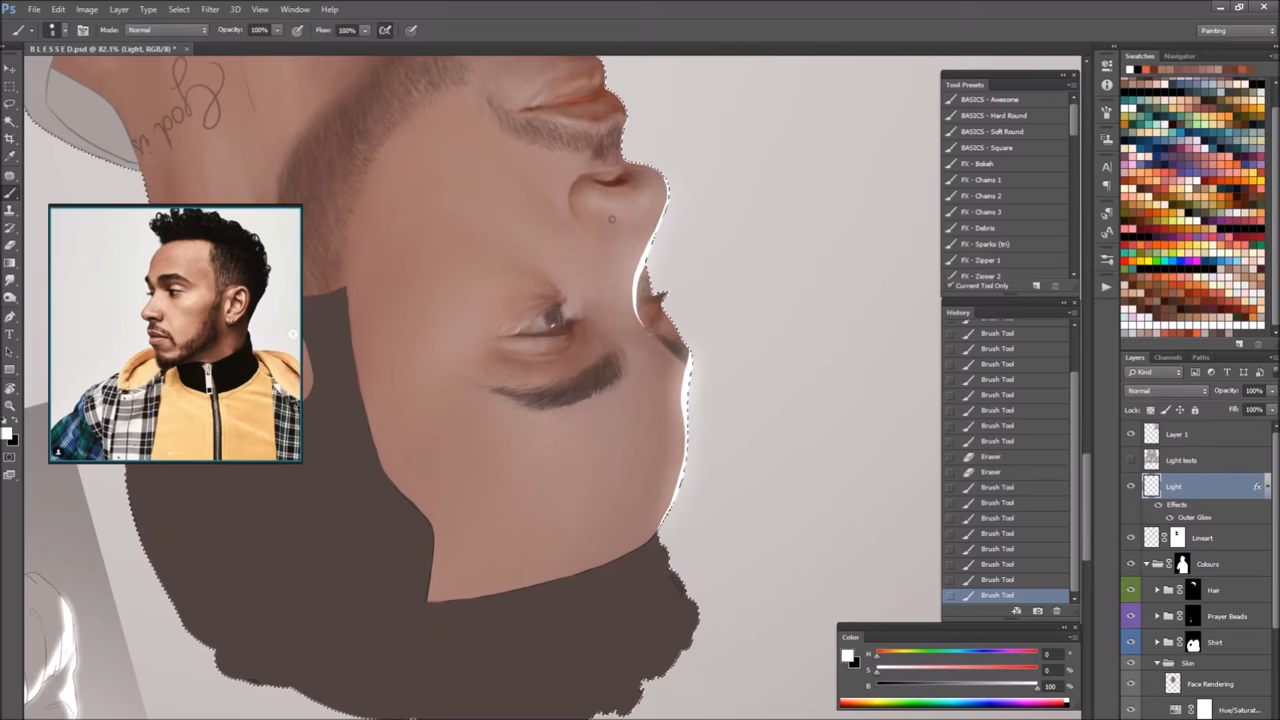 Ps File Edit Image Layer Type Select Filter 3D View Window Help
Mode: Normal Opacity: 100% Flow: 100% Painting
B L E S S E D.psd @ 82.1% (Light, RGB/8) *
God is
Tool Presets
BASICS - Awesome
BASICS - Hard Round
BASICS - Soft Round
BASICS - Square
FX - Bokeh
FX - Chains 1
FX - Chains 2
FX - Chains 3
FX - Debris
FX - Sparks (tri)
FX - Zipper 1
FX - Zipper 2
Current Tool Only
History
Brush Tool
Brush Tool
Brush Tool
Brush Tool
Brush Tool
Brush Tool
Brush Tool
Brush Tool
Eraser
Eraser
Brush Tool
Brush Tool
Brush Tool
Brush Tool
Brush Tool
Brush Tool
Brush Tool
Brush Tool
Color
H 0 °
S 0 %
B 100 %
Swatches Navigator
Layers Channels Paths
Kind
Normal Opacity: 100%
Lock: Fill: 100%
Layer 1
Light tests
Light fx
Effects
Outer Glow
Lineart
Colours
Hair
Prayer Beads
Shirt
Skin
Face Rendering
Hue/Saturat...